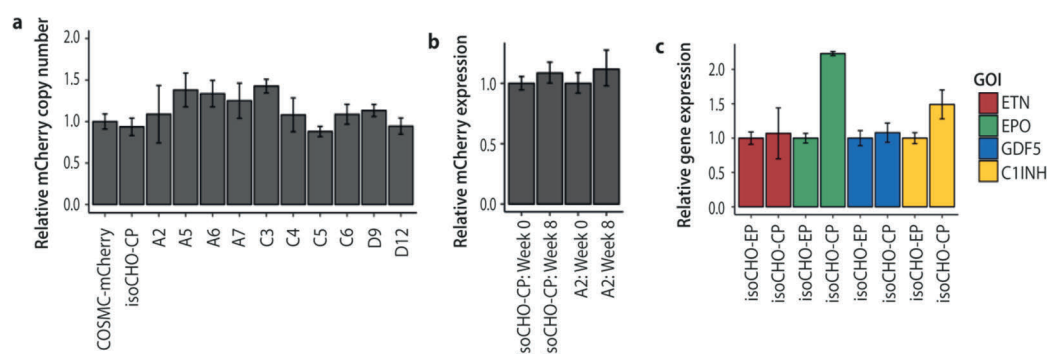 a
Relative mCherry copy number
2.0
1.5
1.0
0.5
0.0
COSMC-mCherry
isoCHO-CP
A2
A5
A6
A7
C3
C4
C5
C6
D9
D12
b
Relative mCherry expression
1.0
0.0
soCHO-CP: Week 0
soCHO-CP: Week 8
A2: Week 0
A2: Week 8
c
Relative gene expression
2.0
1.5
1.0
0.5
0.0
isoCHO-EP
isoCHO-CP
isoCHO-EP
isoCHO-CP
isoCHO-EP
isoCHO-CP
isoCHO-EP
isoCHO-CP
GOI
ETN
EPO
GDF5
C1INH